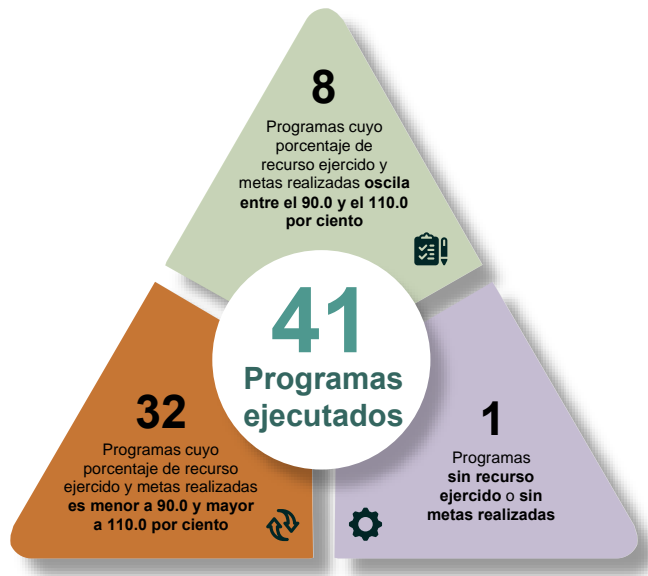 8
Programas cuyo
porcentaje de
recurso ejercido y
metas realizadas oscila
entre el 90.0 y el 110.0
por ciento
41
Programas
ejecutados
32
Programas cuyo
porcentaje de recurso
ejercido y metas realizadas
es menor a 90.0 y mayor
a 110.0 por ciento
1
Programas
sin recurso
ejercido o sin
metas realizadas